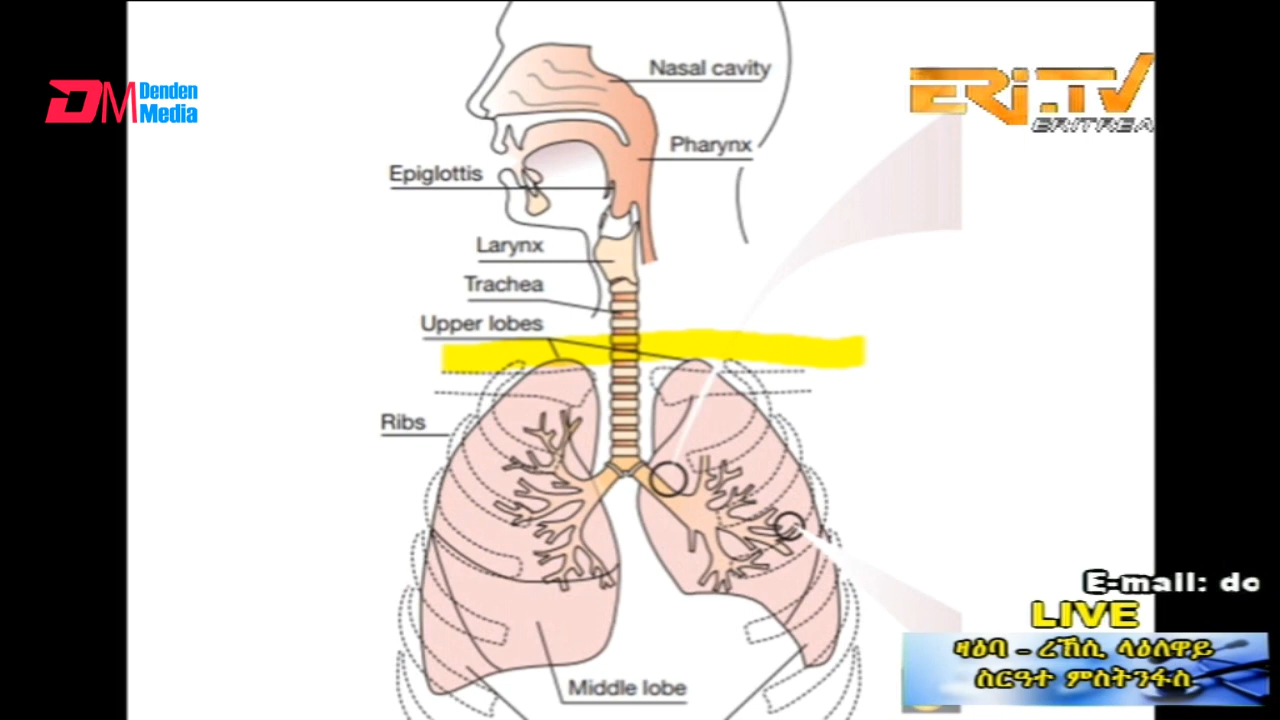 Nasal cavity
DM Denden Media
ERi.TV
ERITREA
Pharynx
Epiglottis
Larynx
Trachea
Upper lobes
Ribs
E-mail: do
LIVE
ዛዕባ - ረኽሲ ላዕለዋይ
ስርዓተ ምስትንፋስ
Middle lobe